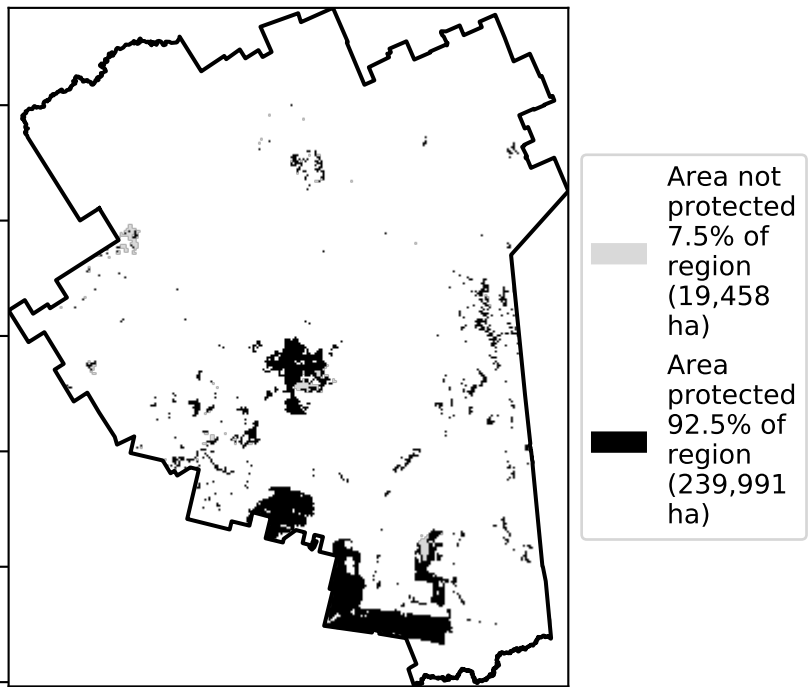 Area not
protected
7.5% of
region
(19,458
ha)
Area
protected
92.5% of
region
(239,991
ha)